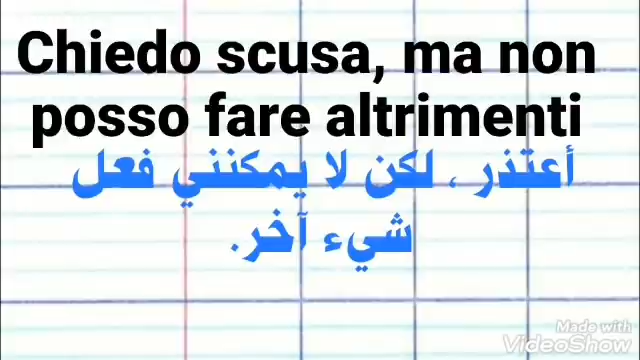 Chiedo scusa, ma non
posso fare altrimenti
أعتذر ، لكن لا يمكنني فعل
شيء آخر.
Made with
VideoShow